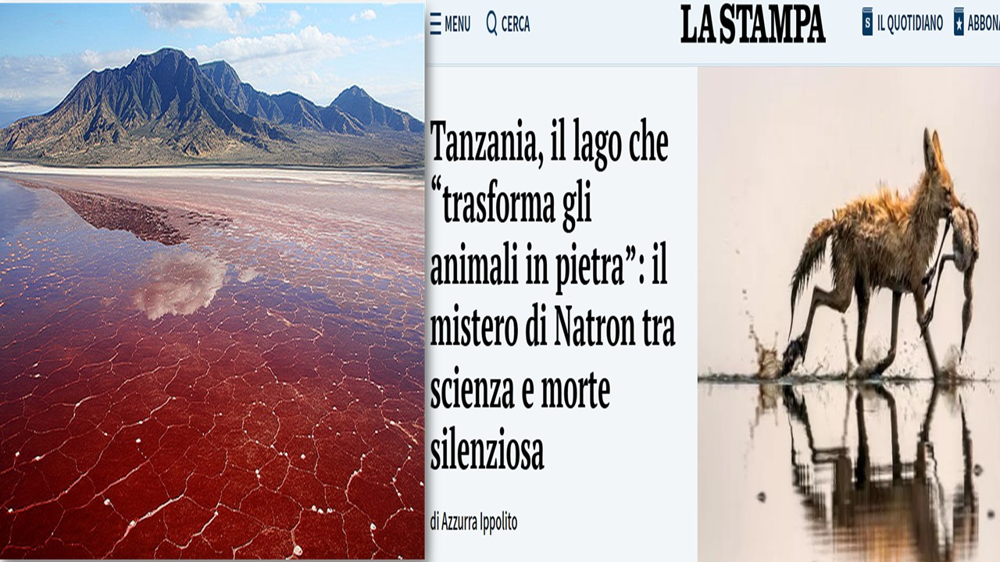 MENU
CERCA
LA STAMPA
IL QUOTIDIANO
Tanzania, il lago che
“trasforma gli
animali in pietra”: il
mistero di Natron tra
scienza e morte
silenziosa
di Azzurra Ippolito